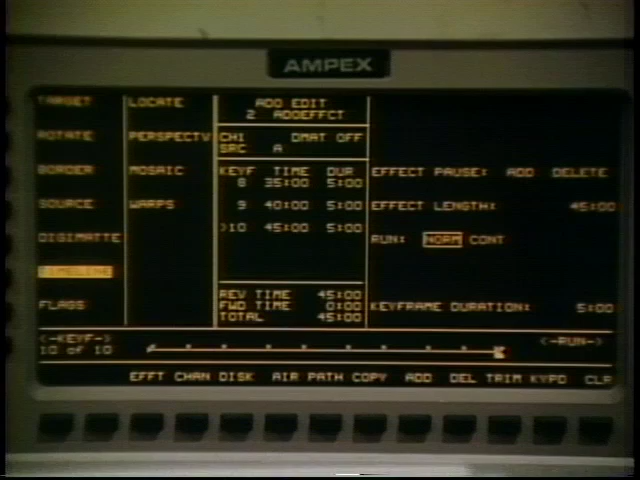 AMPEX
TARGET LOCATE ADD EDIT
2 ADDEFFCT
ROTATE PERSPECTV CH1 DMAT OFF
SRC A
BORDER MOSAIC KEYF TIME DUR EFFECT PAUSE: ADD DELETE
8 35:00 5:00
SOURCE WARPS 9 40:00 5:00 EFFECT LENGTH: 45:00
DIGIMATTE >10 45:00 5:00 RUN: NORM CONT
TIMELINE
REV TIME 45:00
FLAGS FWD TIME 0:00 KEYFRAME DURATION: 5:00
TOTAL 45:00
<-KEYF-> <-RUN->
10 of 10
EFFT CHAN DISK AIR PATH COPY ADD DEL TRIM KYPD CLR